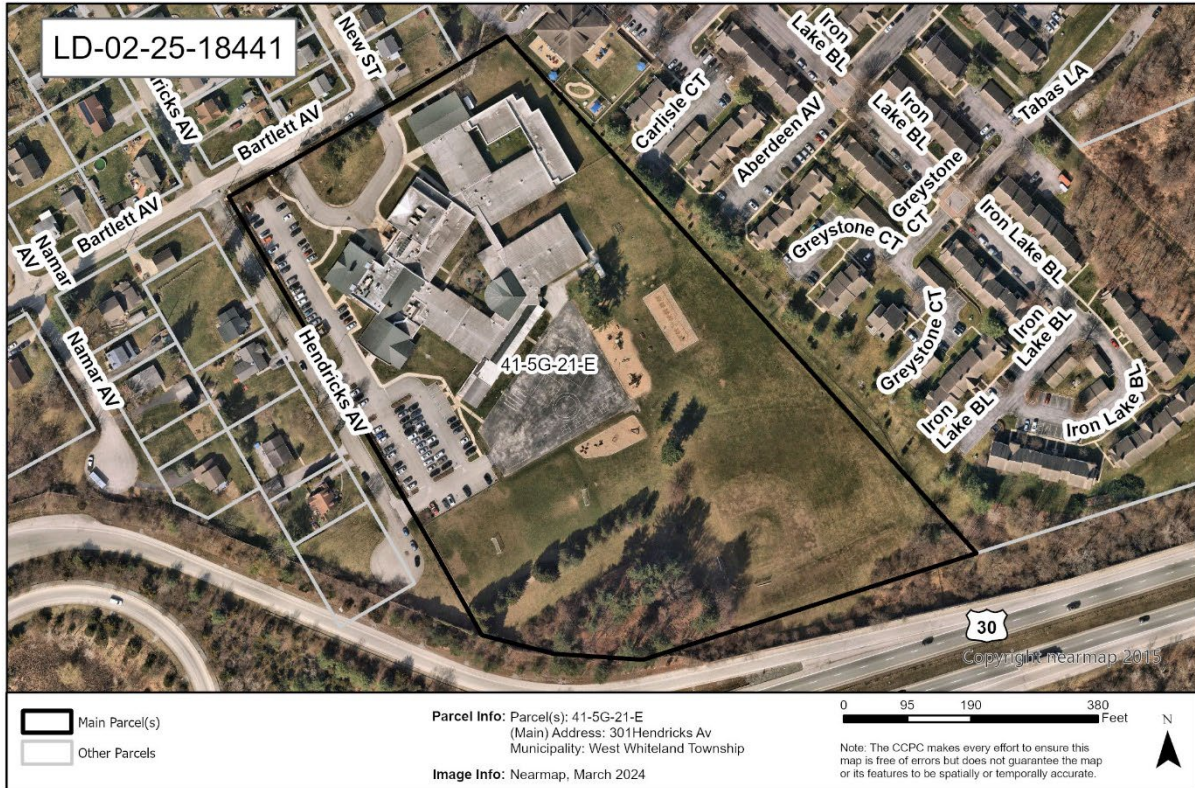 LD-02-25-18441
New ST
ricks AV
Bartlett AV
Bartlett AV
Namar
AV
Namar AV
Hendricks AV
41-5G-21-E
Iron
Lake BL
Carlisle CT
Aberdeen AV
Iron
Lake BL
Tabas LA
Greystone
CT
Greystone CT
Iron Lake BL
Greystone CT
Iron
Lake BL
Iron
Lake BL
Iron Lake BL
30
Copyright nearmap 2015
Main Parcel(s)
Other Parcels
Parcel Info: Parcel(s): 41-5G-21-E
(Main) Address: 301Hendricks Av
Municipality: West Whiteland Township
Image Info: Nearmap, March 2024
0 95 190 380
Feet
Note: The CCPC makes every effort to ensure this
map is free of errors but does not guarantee the map
or its features to be spatially or temporally accurate.
N